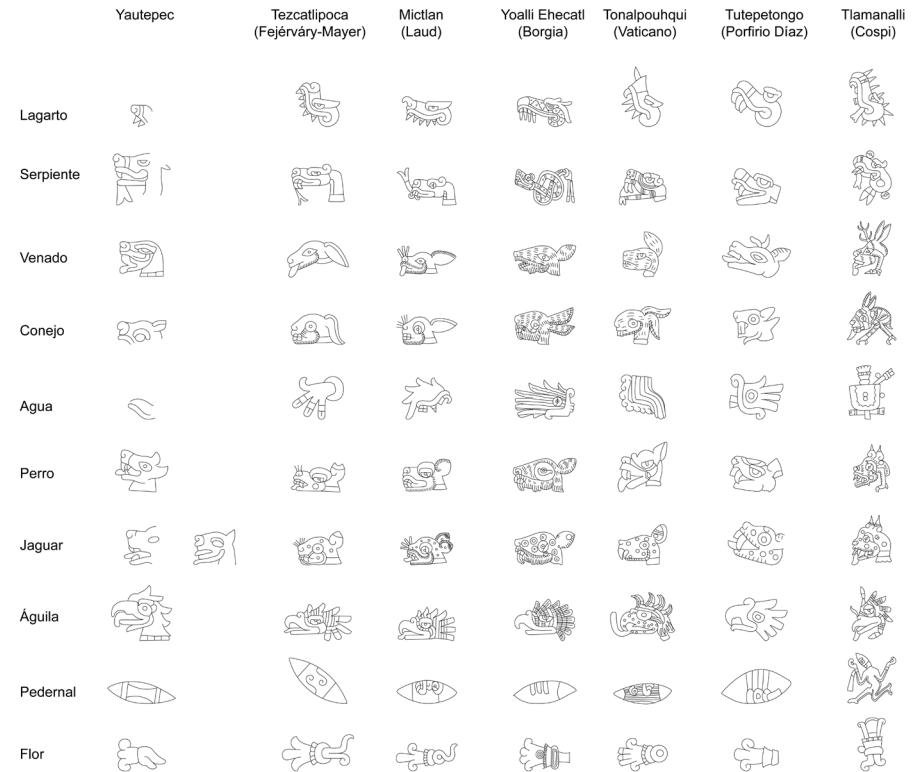 Yautepec Tezcatlipoca Mictlan Yoalli Ehecatl Tonalpouhqui Tutepetongo Tlamanalli
(Fejérváry-Mayer) (Laud) (Borgia) (Vaticano) (Porfirio Díaz) (Cospi)
Lagarto
Serpiente
Venado
Conejo
Agua
Perro
Jaguar
Águila
Pedernal
Flor